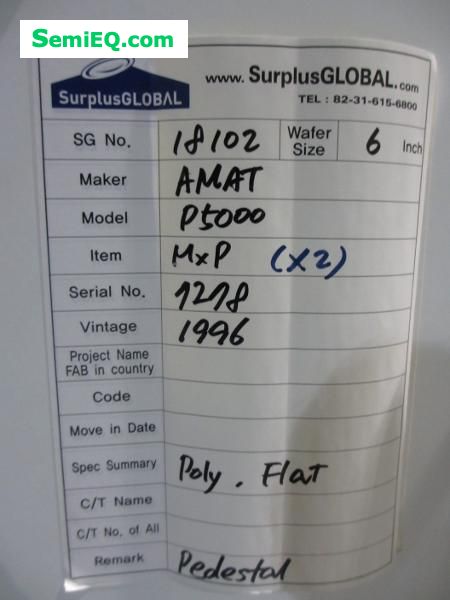 SemiEQ.com
SurplusGLOBAL
www. SurplusGLOBAL.com
TEL : 82-31-615-6800
SG No. 18102 Wafer Size 6 Inch
Maker AMAT
Model P5000
Item MxP (X2)
Serial No. 1278
Vintage 1996
Project Name
FAB in country
Code
Move in Date
Spec Summary Poly . Flat
C/T Name
C/T No. of All
Remark Pedestal